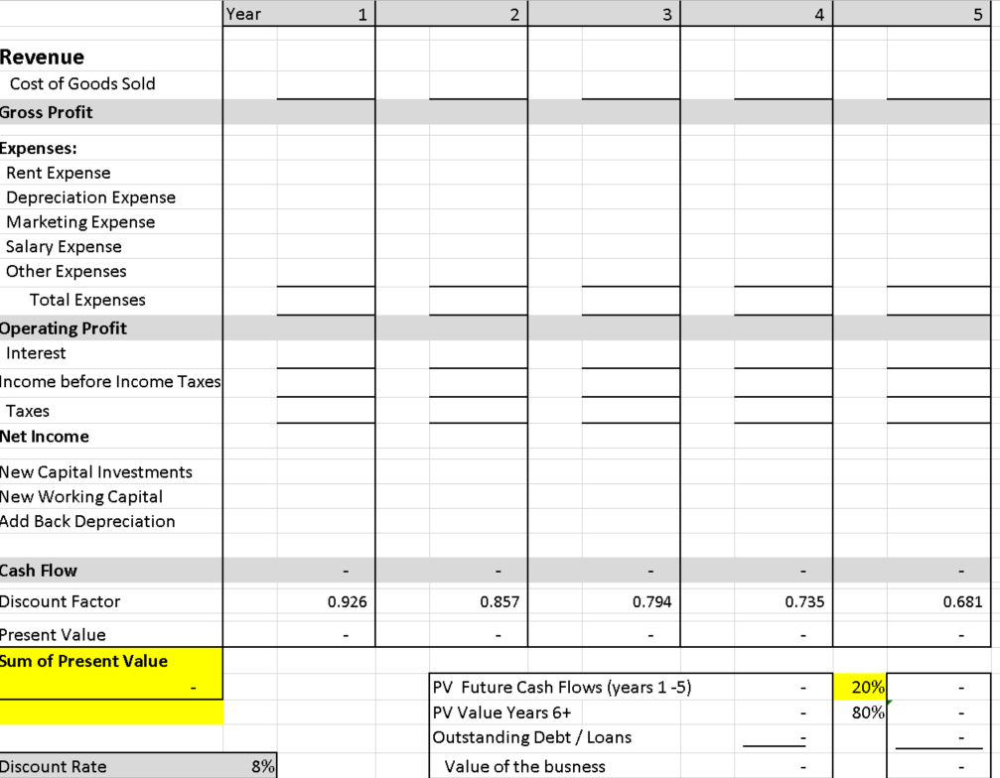 Year 1 2 3 4 5
Revenue
Cost of Goods Sold
Gross Profit
Expenses:
Rent Expense
Depreciation Expense
Marketing Expense
Salary Expense
Other Expenses
Total Expenses
Operating Profit
Interest
Income before Income Taxes
Taxes
Net Income
New Capital Investments
New Working Capital
Add Back Depreciation
Cash Flow - - - - -
Discount Factor 0.926 0.857 0.794 0.735 0.681
Present Value - - - - -
Sum of Present Value
- PV Future Cash Flows (years 1 -5) - 20% -
PV Value Years 6+ - 80% -
Outstanding Debt / Loans - -
Discount Rate 8% Value of the busness - -